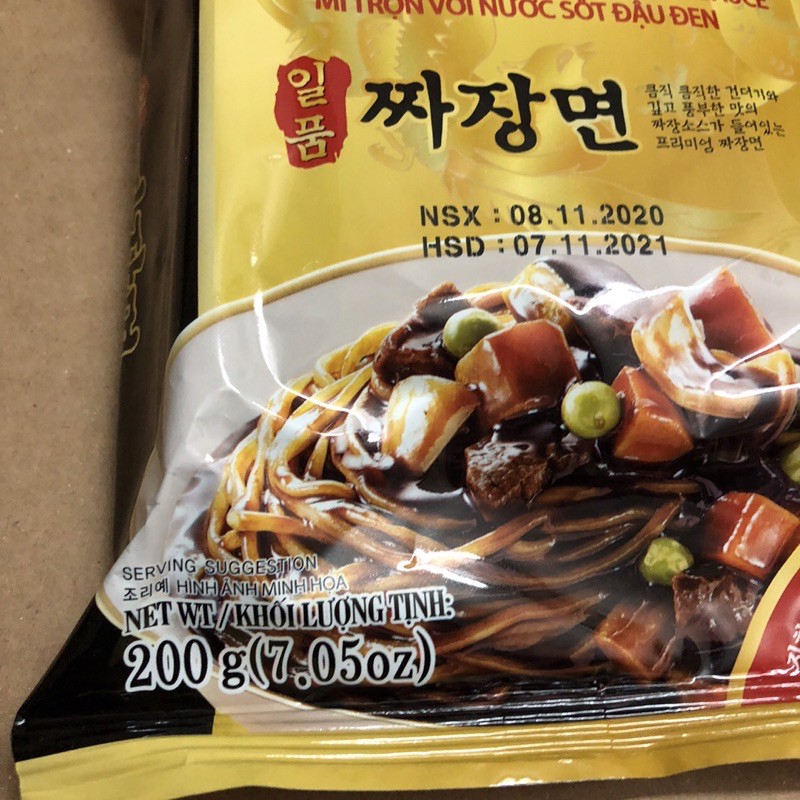 MÌ TRỘN VỚI NƯỚC SỐT ĐẬU ĐEN
일품
짜장면
큼직 큼직한 건더기와
깊고 풍부한 맛의
짜장소스가 들어있는
프리미엄 짜장면
NSX : 08.11.2020
HSD : 07.11.2021
SERVING SUGGESTION
조리예 HÌNH ẢNH MINH HỌA
NET WT/KHỐI LƯỢNG TỊNH:
200 g(7.05oz)